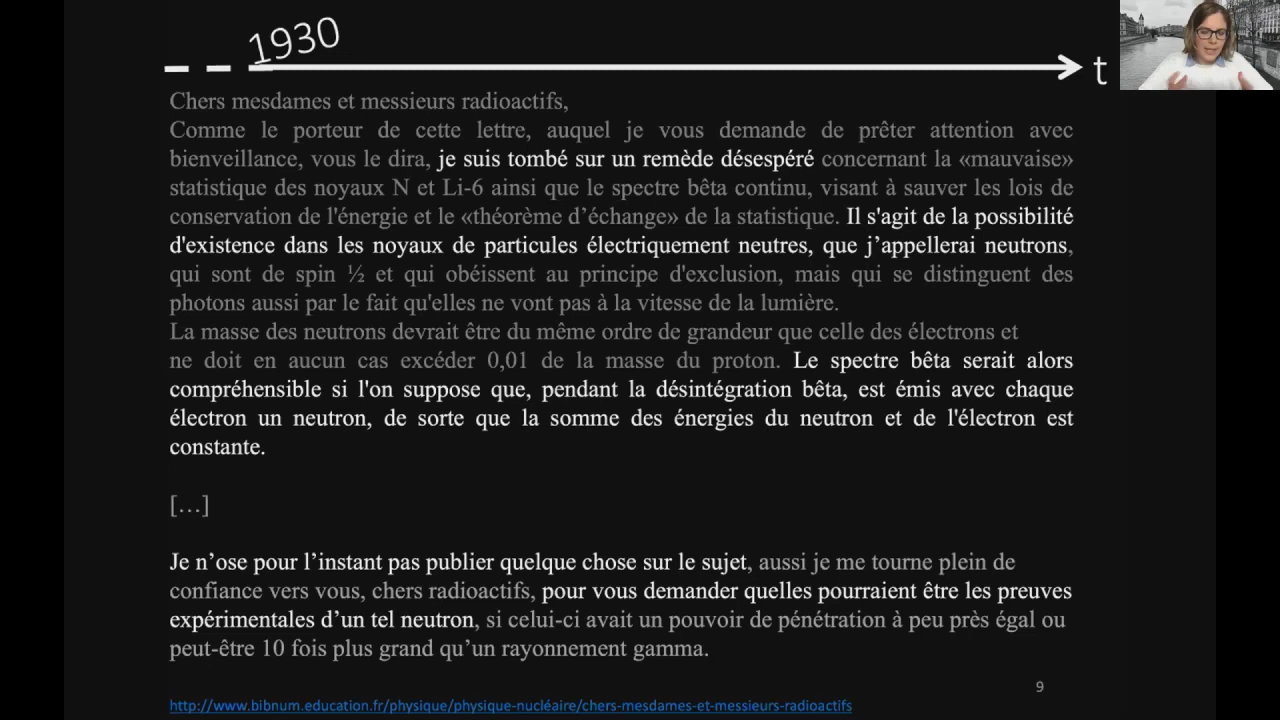 1930
t
Chers mesdames et messieurs radioactifs,
Comme le porteur de cette lettre, auquel je vous demande de prêter attention avec
bienveillance, vous le dira, je suis tombé sur un remède désespéré concernant la «mauvaise»
statistique des noyaux N et Li-6 ainsi que le spectre bêta continu, visant à sauver les lois de
conservation de l'énergie et le «théorème d’échange» de la statistique. Il s'agit de la possibilité
d'existence dans les noyaux de particules électriquement neutres, que j’appellerai neutrons,
qui sont de spin ½ et qui obéissent au principe d'exclusion, mais qui se distinguent des
photons aussi par le fait qu'elles ne vont pas à la vitesse de la lumière.
La masse des neutrons devrait être du même ordre de grandeur que celle des électrons et
ne doit en aucun cas excéder 0,01 de la masse du proton. Le spectre bêta serait alors
compréhensible si l'on suppose que, pendant la désintégration bêta, est émis avec chaque
électron un neutron, de sorte que la somme des énergies du neutron et de l'électron est
constante.
[…]
Je n’ose pour l’instant pas publier quelque chose sur le sujet, aussi je me tourne plein de
confiance vers vous, chers radioactifs, pour vous demander quelles pourraient être les preuves
expérimentales d’un tel neutron, si celui-ci avait un pouvoir de pénétration à peu près égal ou
peut-être 10 fois plus grand qu’un rayonnement gamma.
9
http://www.bibnum.education.fr/physique/physique-nucléaire/chers-mesdames-et-messieurs-radioactifs